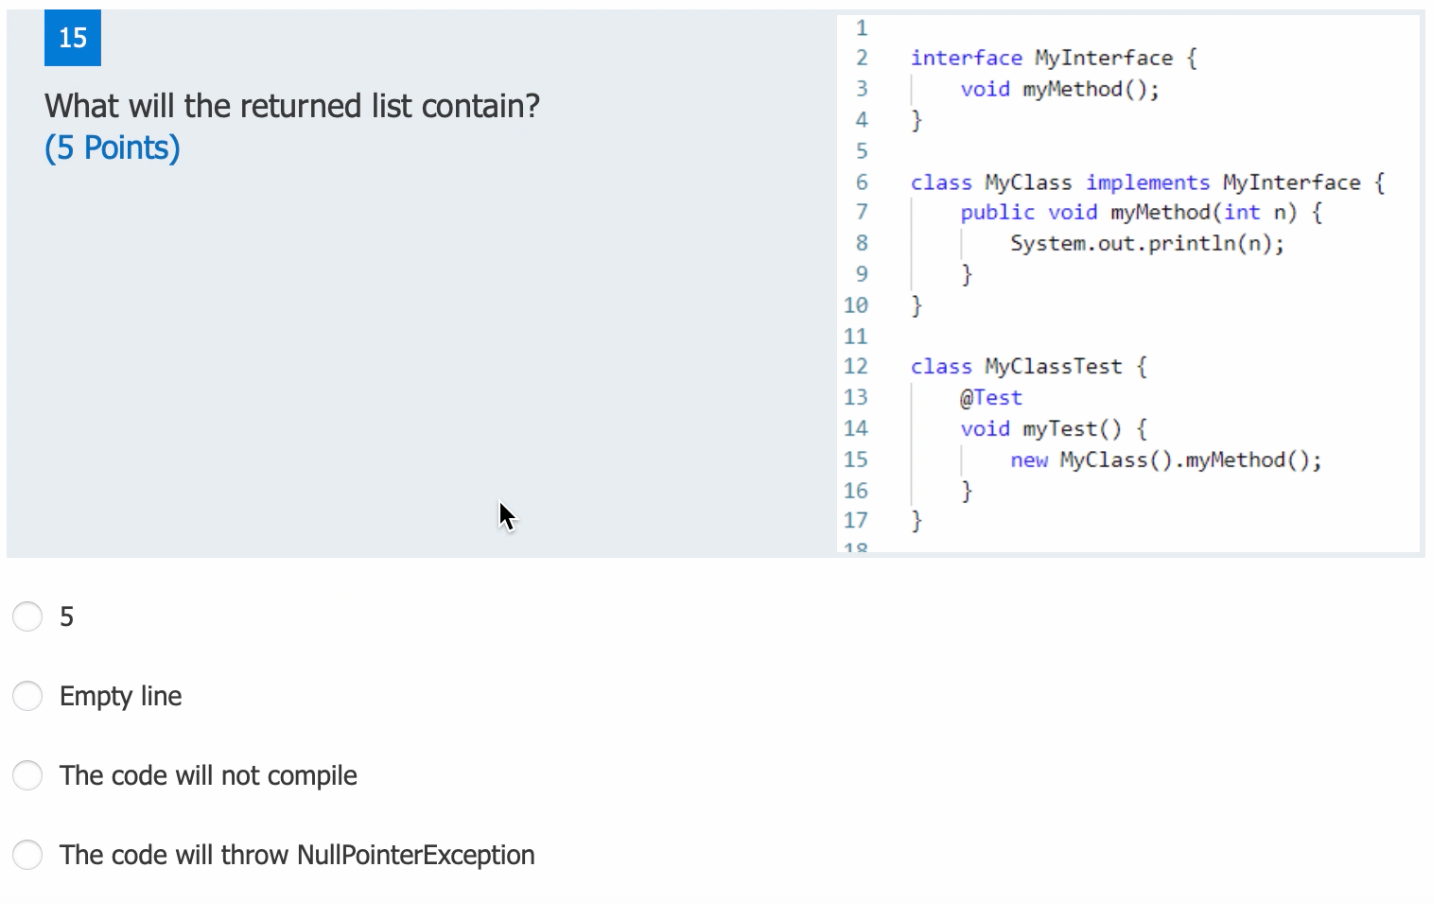 15
What will the returned list contain?
(5 Points)
1
2 interface MyInterface {
3 void myMethod();
4 }
5
6 class MyClass implements MyInterface {
7 public void myMethod(int n) {
8 System.out.println(n);
9 }
10 }
11
12 class MyClassTest {
13 @Test
14 void myTest() {
15 new MyClass().myMethod();
16 }
17 }
18
5
Empty line
The code will not compile
The code will throw NullPointerException